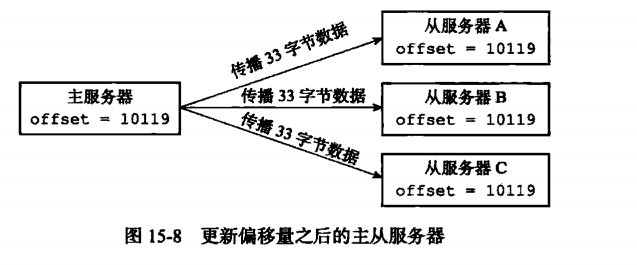 从服务器 A
offset = 10119
传播 33 字节数据
主服务器
offset = 10119
传播 33 字节数据
从服务器 B
offset = 10119
传播 33 字节数据
从服务器 C
offset = 10119
图 15-8 更新偏移量之后的主从服务器